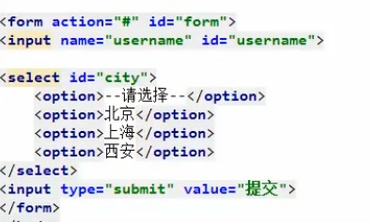 <form action="#" id="form">
<input name="username" id="username">
<select id="city">
<option>--请选择--</option>
<option>北京</option>
<option>上海</option>
<option>西安</option>
</select>
<input type="submit" value="提交">
</form>